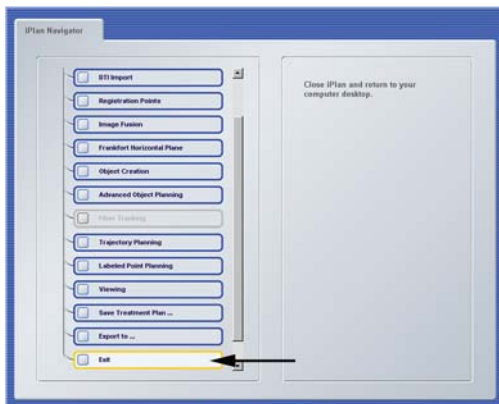 iPlan Navigator
DTI Import
Registration Points
Image Fusion
Frankfort Horizontal Plane
Object Creation
Advanced Object Planning
Fiber Tracking
Trajectory Planning
Labeled Point Planning
Viewing
Save Treatment Plan ...
Export to ...
Exit
Close iPlan and return to your
computer desktop.